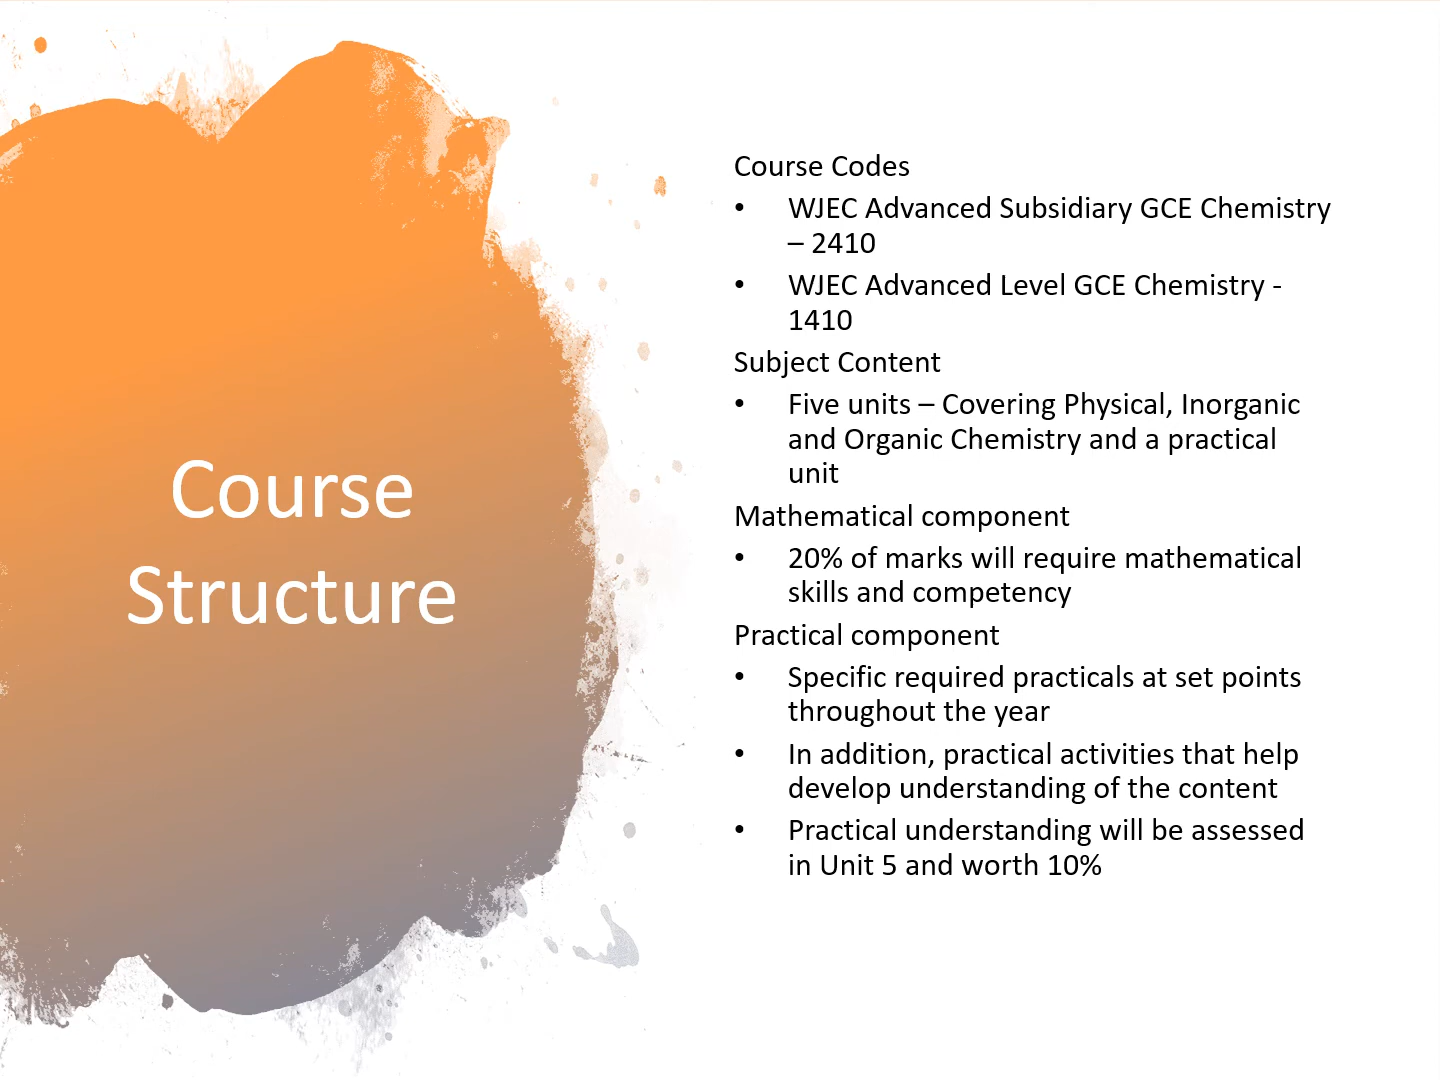 Course
Structure
Course Codes
• WJEC Advanced Subsidiary GCE Chemistry
– 2410
• WJEC Advanced Level GCE Chemistry -
1410
Subject Content
• Five units – Covering Physical, Inorganic
and Organic Chemistry and a practical
unit
Mathematical component
• 20% of marks will require mathematical
skills and competency
Practical component
• Specific required practicals at set points
throughout the year
• In addition, practical activities that help
develop understanding of the content
• Practical understanding will be assessed
in Unit 5 and worth 10%